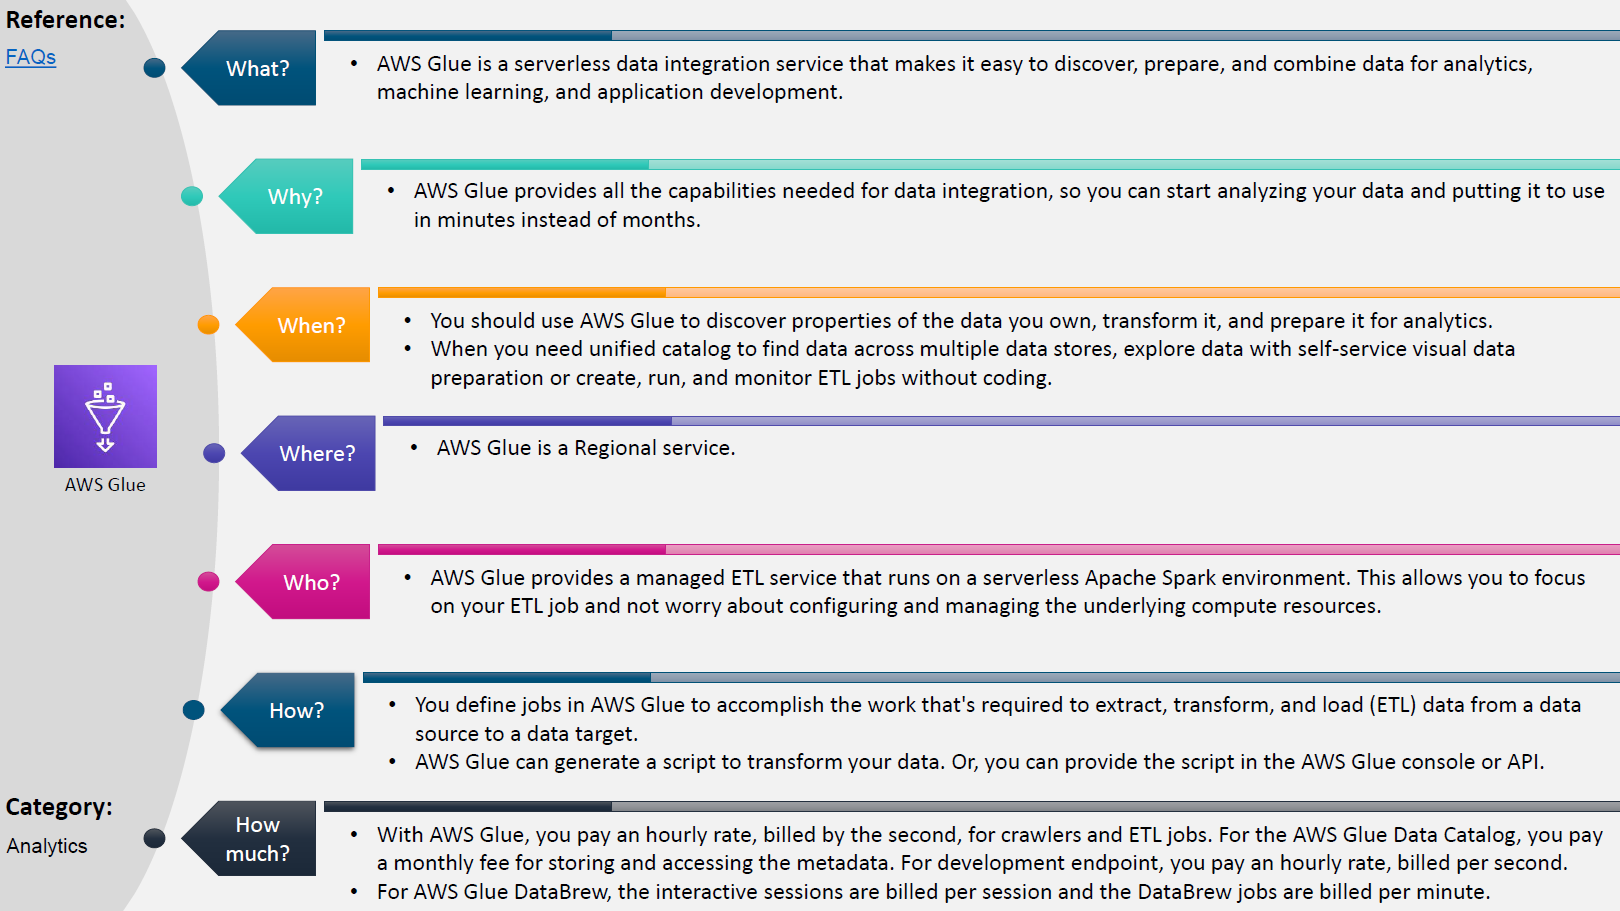 Reference:
FAQs
What?
• AWS Glue is a serverless data integration service that makes it easy to discover, prepare, and combine data for analytics,
machine learning, and application development.
Why?
• AWS Glue provides all the capabilities needed for data integration, so you can start analyzing your data and putting it to use
in minutes instead of months.
When?
• You should use AWS Glue to discover properties of the data you own, transform it, and prepare it for analytics.
• When you need unified catalog to find data across multiple data stores, explore data with self-service visual data
preparation or create, run, and monitor ETL jobs without coding.
AWS Glue
Where?
• AWS Glue is a Regional service.
Who?
• AWS Glue provides a managed ETL service that runs on a serverless Apache Spark environment. This allows you to focus
on your ETL job and not worry about configuring and managing the underlying compute resources.
How?
• You define jobs in AWS Glue to accomplish the work that's required to extract, transform, and load (ETL) data from a data
source to a data target.
• AWS Glue can generate a script to transform your data. Or, you can provide the script in the AWS Glue console or API.
Category:
Analytics
How
much?
• With AWS Glue, you pay an hourly rate, billed by the second, for crawlers and ETL jobs. For the AWS Glue Data Catalog, you pay
a monthly fee for storing and accessing the metadata. For development endpoint, you pay an hourly rate, billed per second.
• For AWS Glue DataBrew, the interactive sessions are billed per session and the DataBrew jobs are billed per minute.